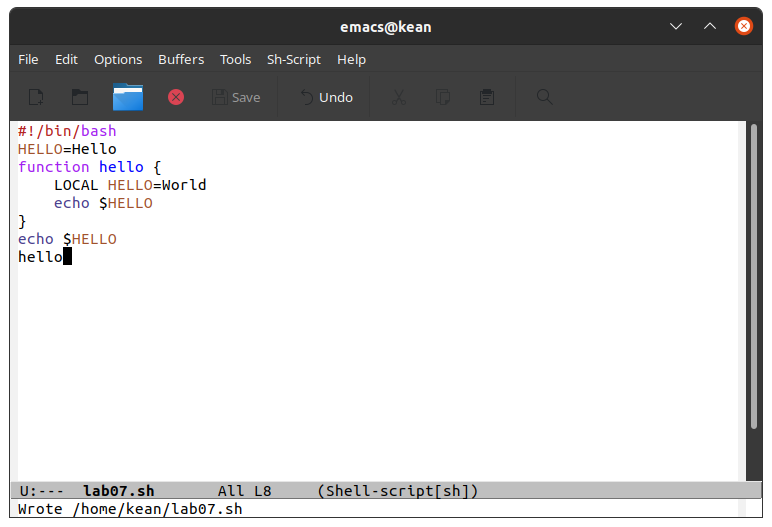 emacs@kean
File Edit Options Buffers Tools Sh-Script Help
Save Undo
#!/bin/bash
HELLO=Hello
function hello {
    LOCAL HELLO=World
    echo $HELLO
}
echo $HELLO
hello
U:--- lab07.sh All L8 (Shell-script[sh])
Wrote /home/kean/lab07.sh